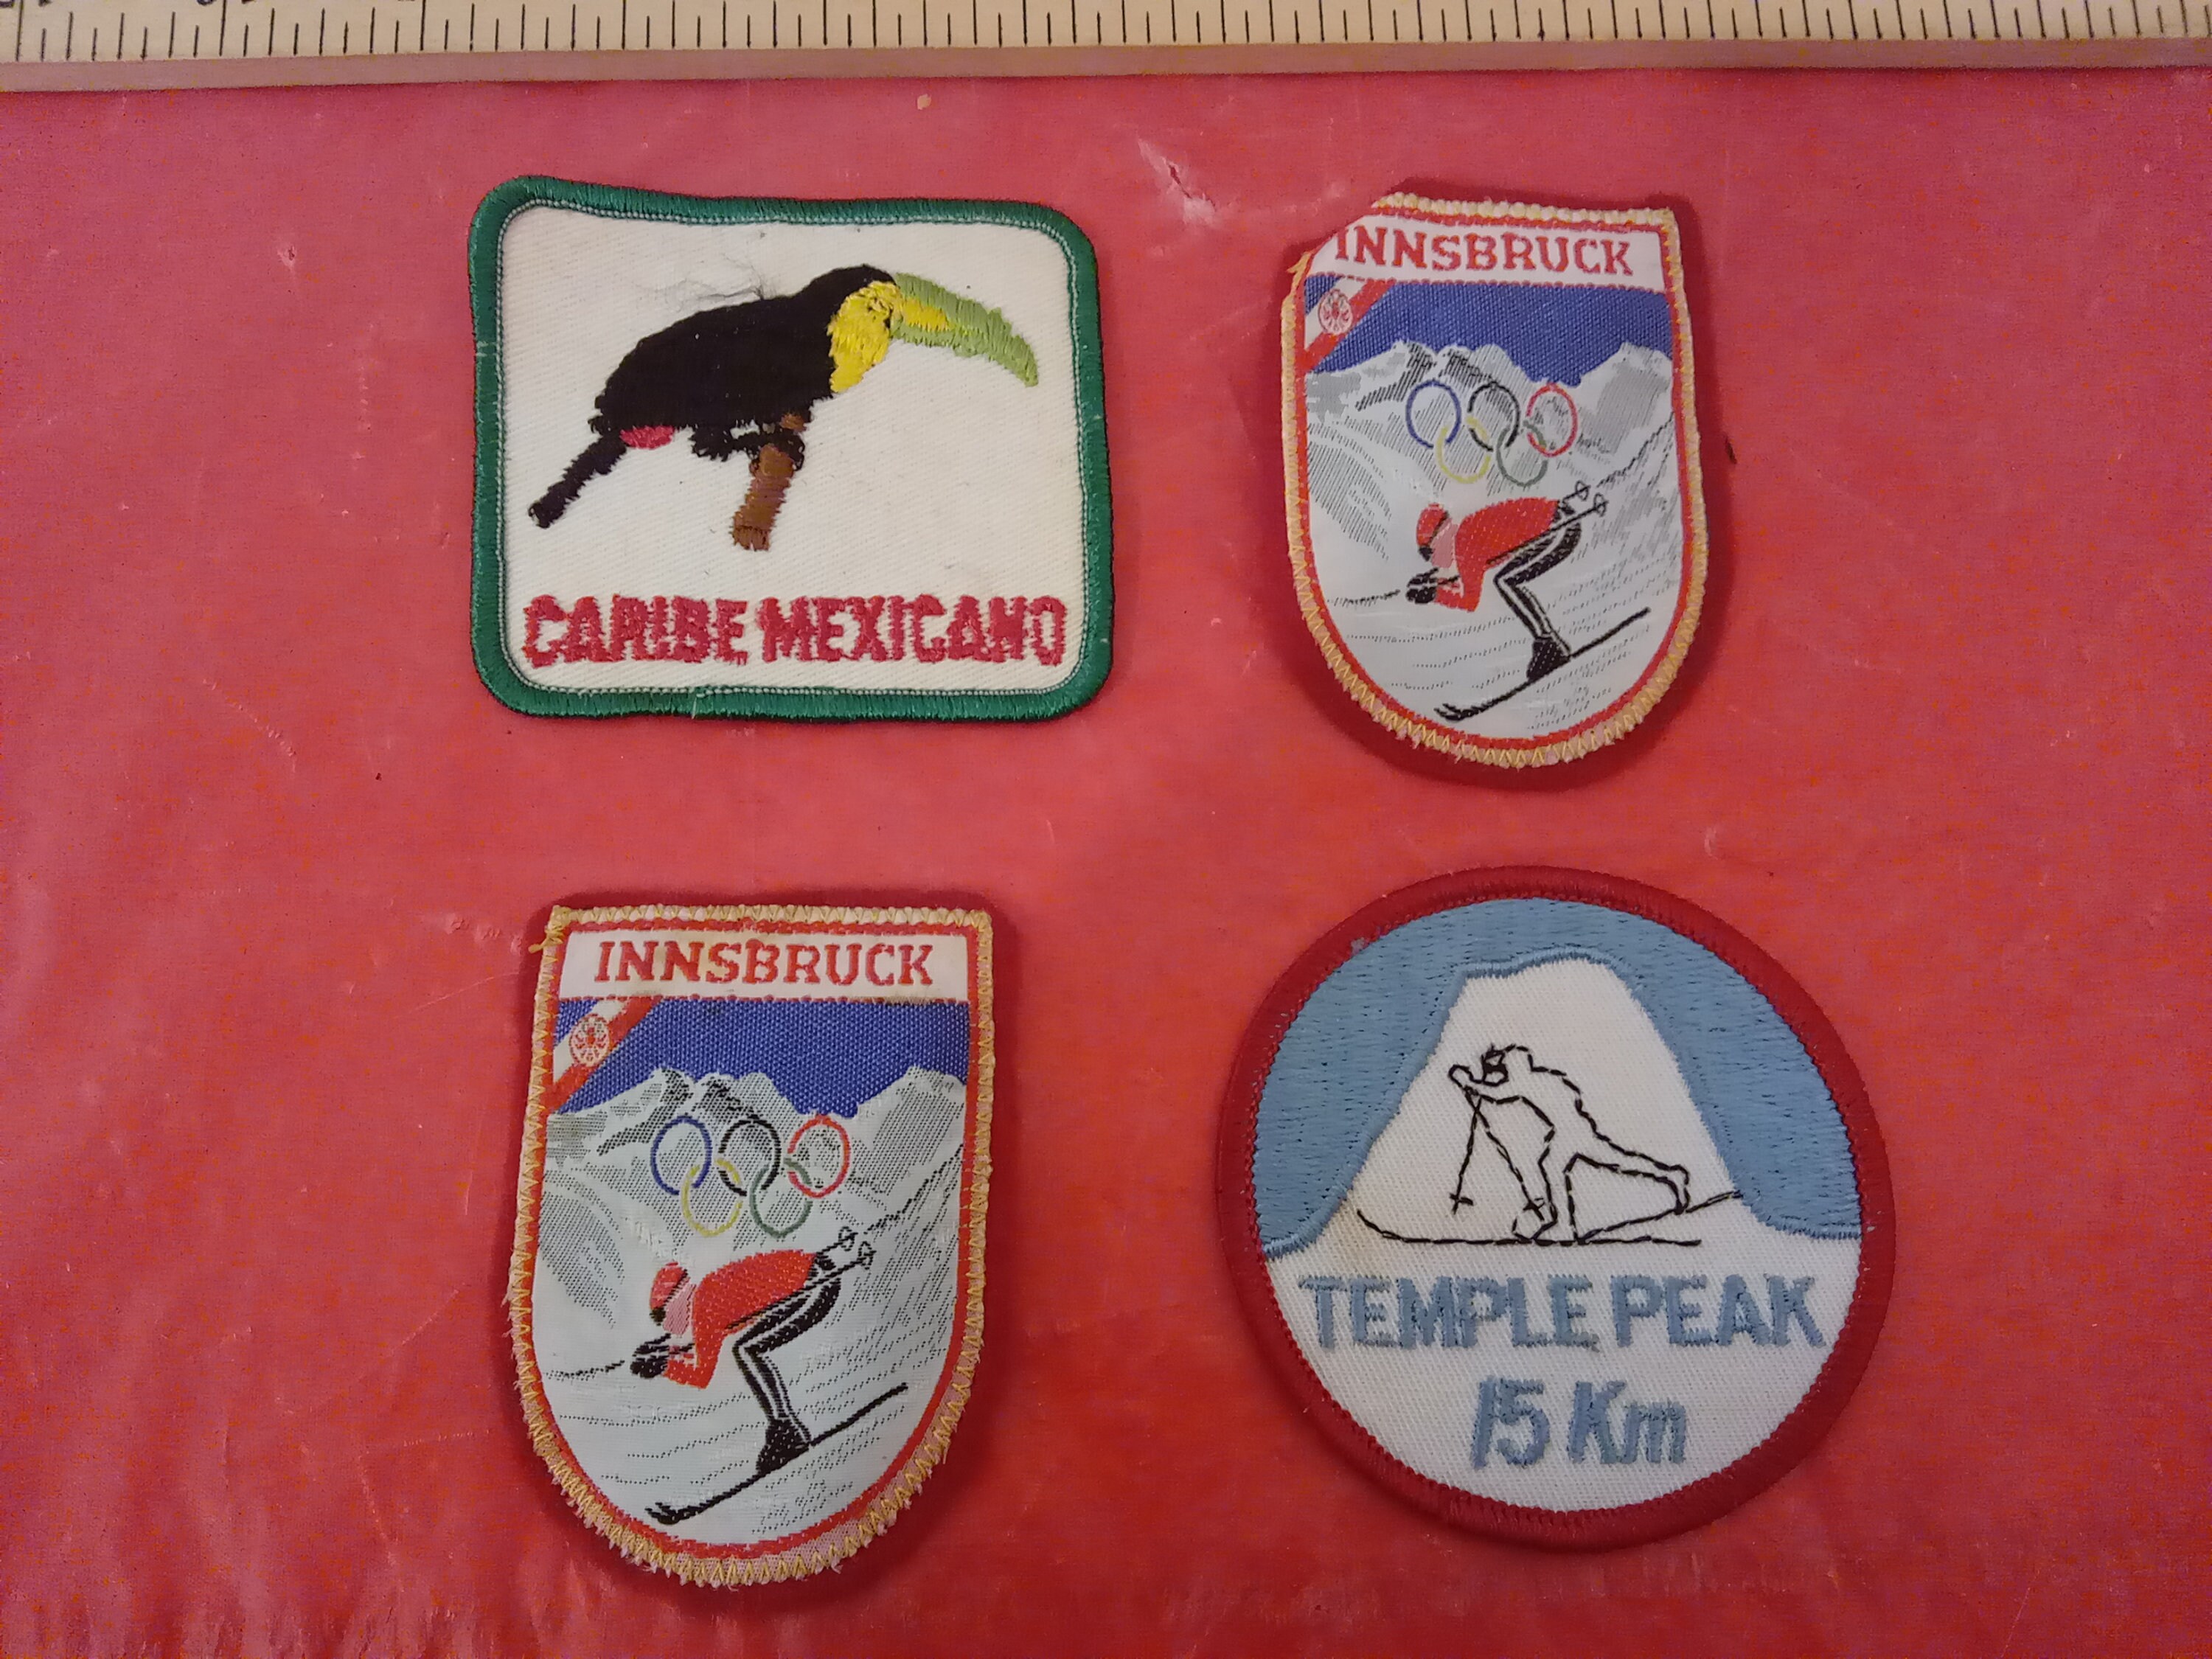 CARIBE MEXICANO
INNSBRUCK
INNSBRUCK
TEMPLE PEAK
15 Km